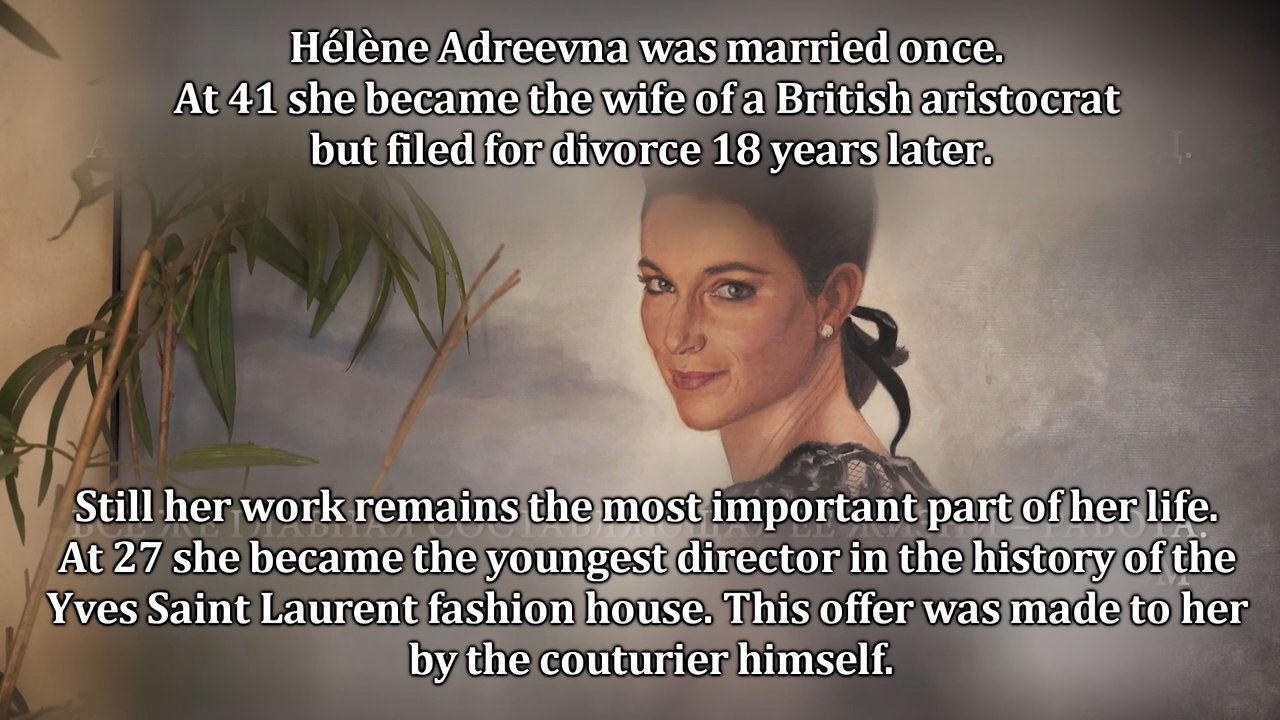 Hélène Adreevna was married once.
At 41 she became the wife of a British aristocrat
but filed for divorce 18 years later.
Still her work remains the most important part of her life.
At 27 she became the youngest director in the history of the
Yves Saint Laurent fashion house. This offer was made to her
by the couturier himself.